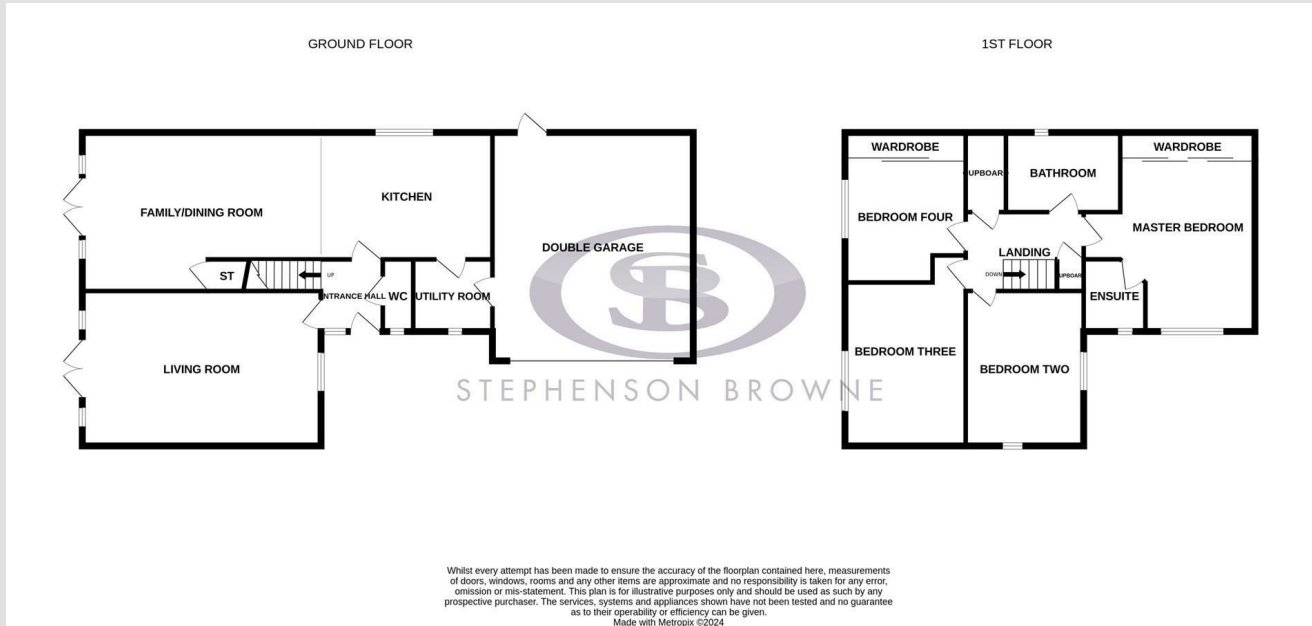 GROUND FLOOR
1ST FLOOR
FAMILY/DINING ROOM
KITCHEN
DOUBLE GARAGE
ST
UP
ENTRANCE HALL
WC
UTILITY ROOM
LIVING ROOM
WARDROBE
UPBOAR
BATHROOM
WARDROBE
BEDROOM FOUR
MASTER BEDROOM
LANDING
DOWN
UPBOAR
ENSUITE
BEDROOM THREE
BEDROOM TWO
SB
STEPHENSON BROWNE
Whilst every attempt has been made to ensure the accuracy of the floorplan contained here, measurements
of doors, windows, rooms and any other items are approximate and no responsibility is taken for any error,
omission or mis-statement. This plan is for illustrative purposes only and should be used as such by any
prospective purchaser. The services, systems and appliances shown have not been tested and no guarantee
as to their operability or efficiency can be given.
Made with Metropix ©2024